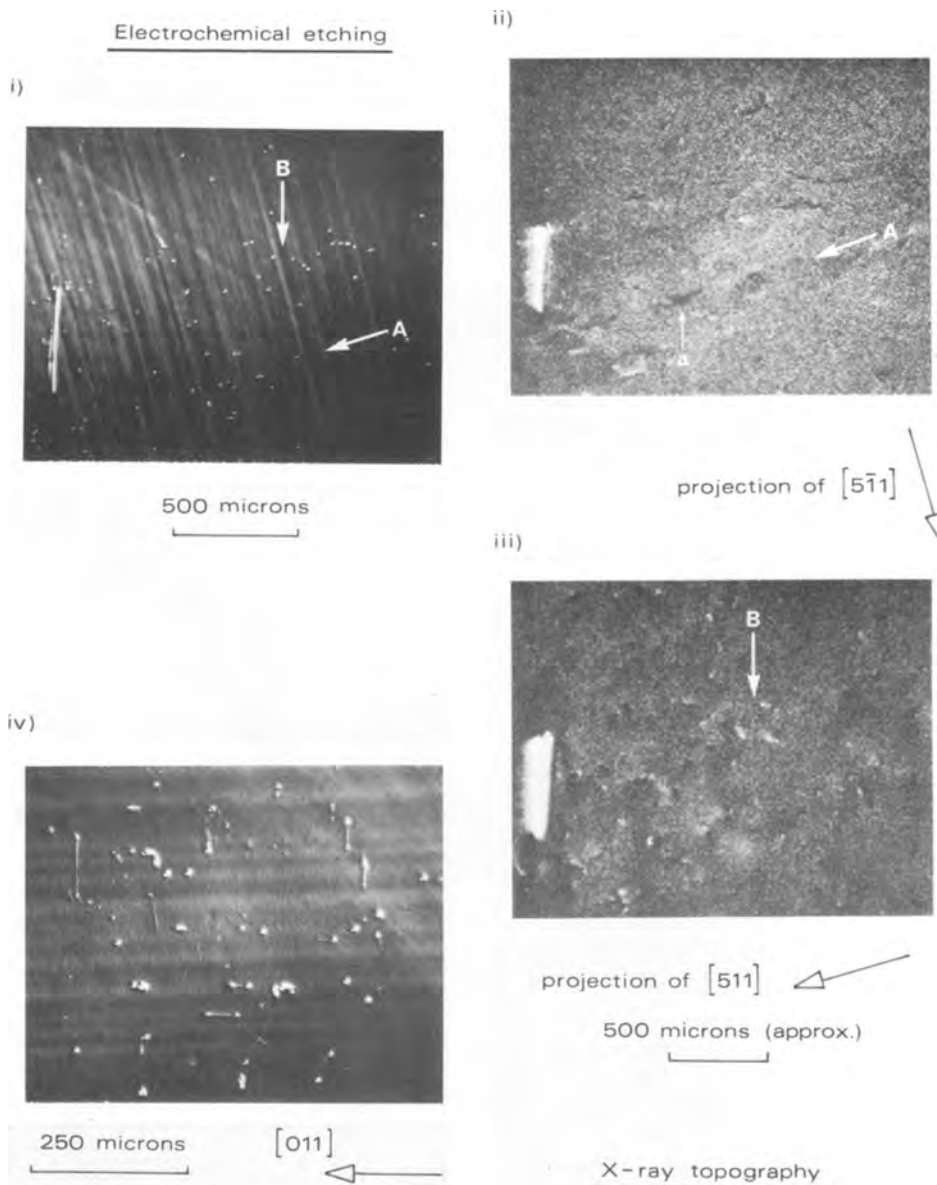 Electrochemical etching
i)
B
A
500 microns
ii)
A
projection of [51̄1]
iii)
B
projection of [511]
500 microns (approx.)
iv)
250 microns
[011]
X-ray topography